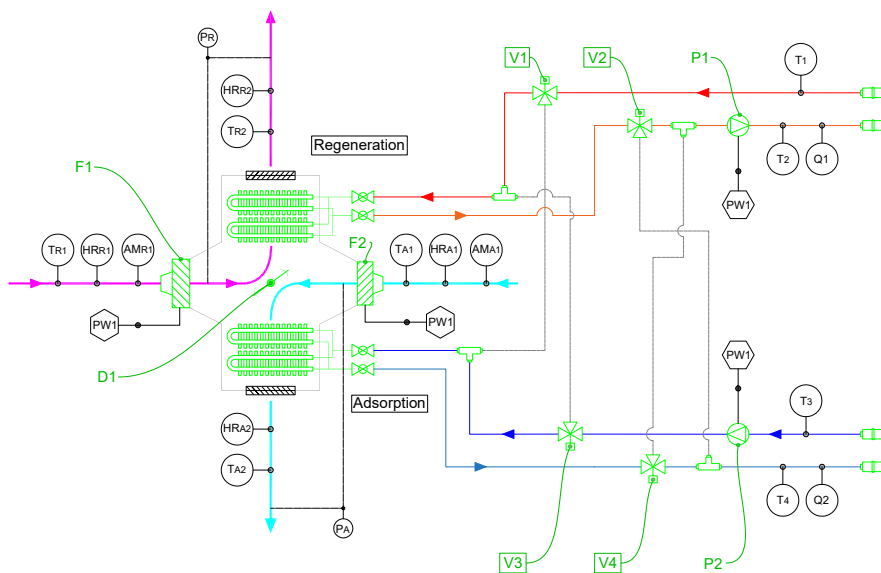 PR
V1
V2
P1
T1
HRR2
TR2
Regeneration
T2
Q1
F1
PW1
F2
TR1
HRR1
AMR1
TA1
HRA1
AMA1
PW1
PW1
D1
PW1
Adsorption
T3
HRA2
TA2
T4
Q2
PA
V3
V4
P2